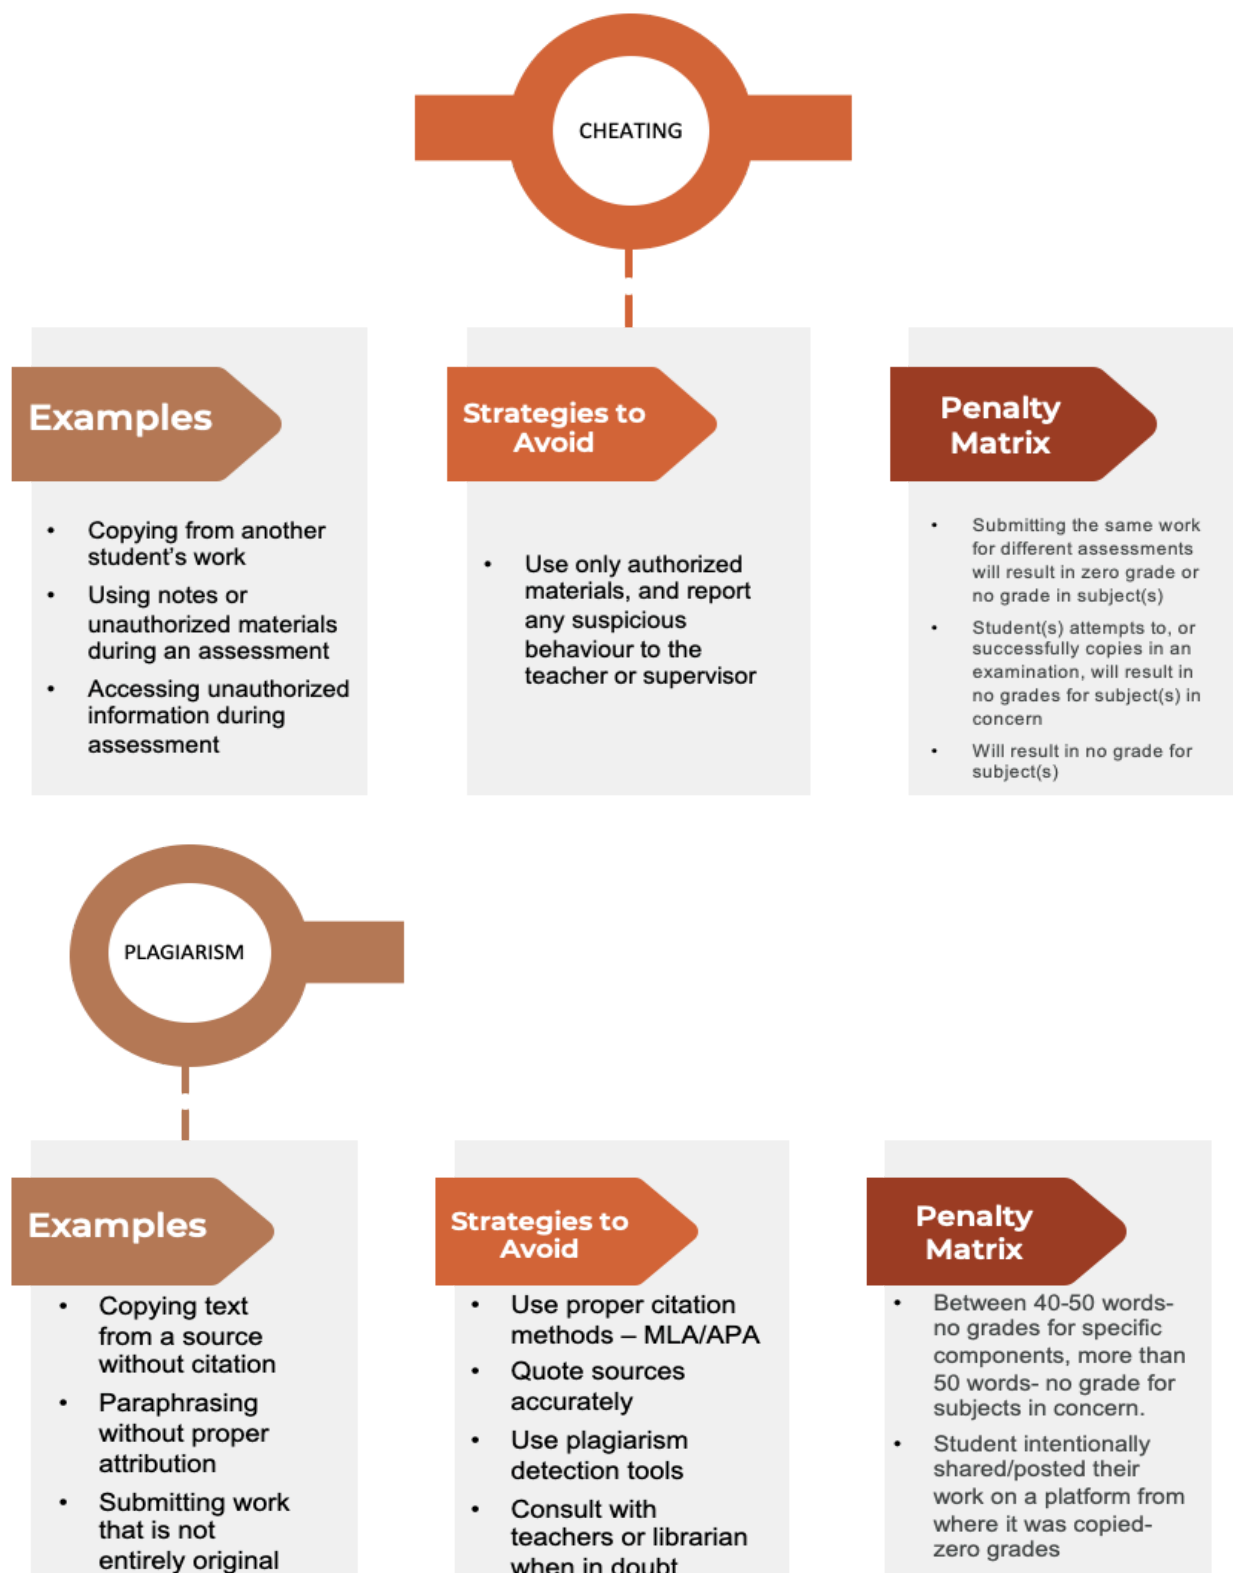 CHEATING
Examples
• Copying from another
student's work
• Using notes or
unauthorized materials
during an assessment
• Accessing unauthorized
information during
assessment
Strategies to
Avoid
• Use only authorized
materials, and report
any suspicious
behaviour to the
teacher or supervisor
Penalty
Matrix
• Submitting the same work
for different assessments
will result in zero grade or
no grade in subject(s)
• Student(s) attempts to, or
successfully copies in an
examination, will result in
no grades for subject(s) in
concern
• Will result in no grade for
subject(s)
PLAGIARISM
Examples
• Copying text
from a source
without citation
• Paraphrasing
without proper
attribution
• Submitting work
that is not
entirely original
Strategies to
Avoid
• Use proper citation
methods – MLA/APA
• Quote sources
accurately
• Use plagiarism
detection tools
• Consult with
teachers or librarian
when in doubt
Penalty
Matrix
• Between 40-50 words-
no grades for specific
components, more than
50 words- no grade for
subjects in concern.
• Student intentionally
shared/posted their
work on a platform from
where it was copied-
zero grades